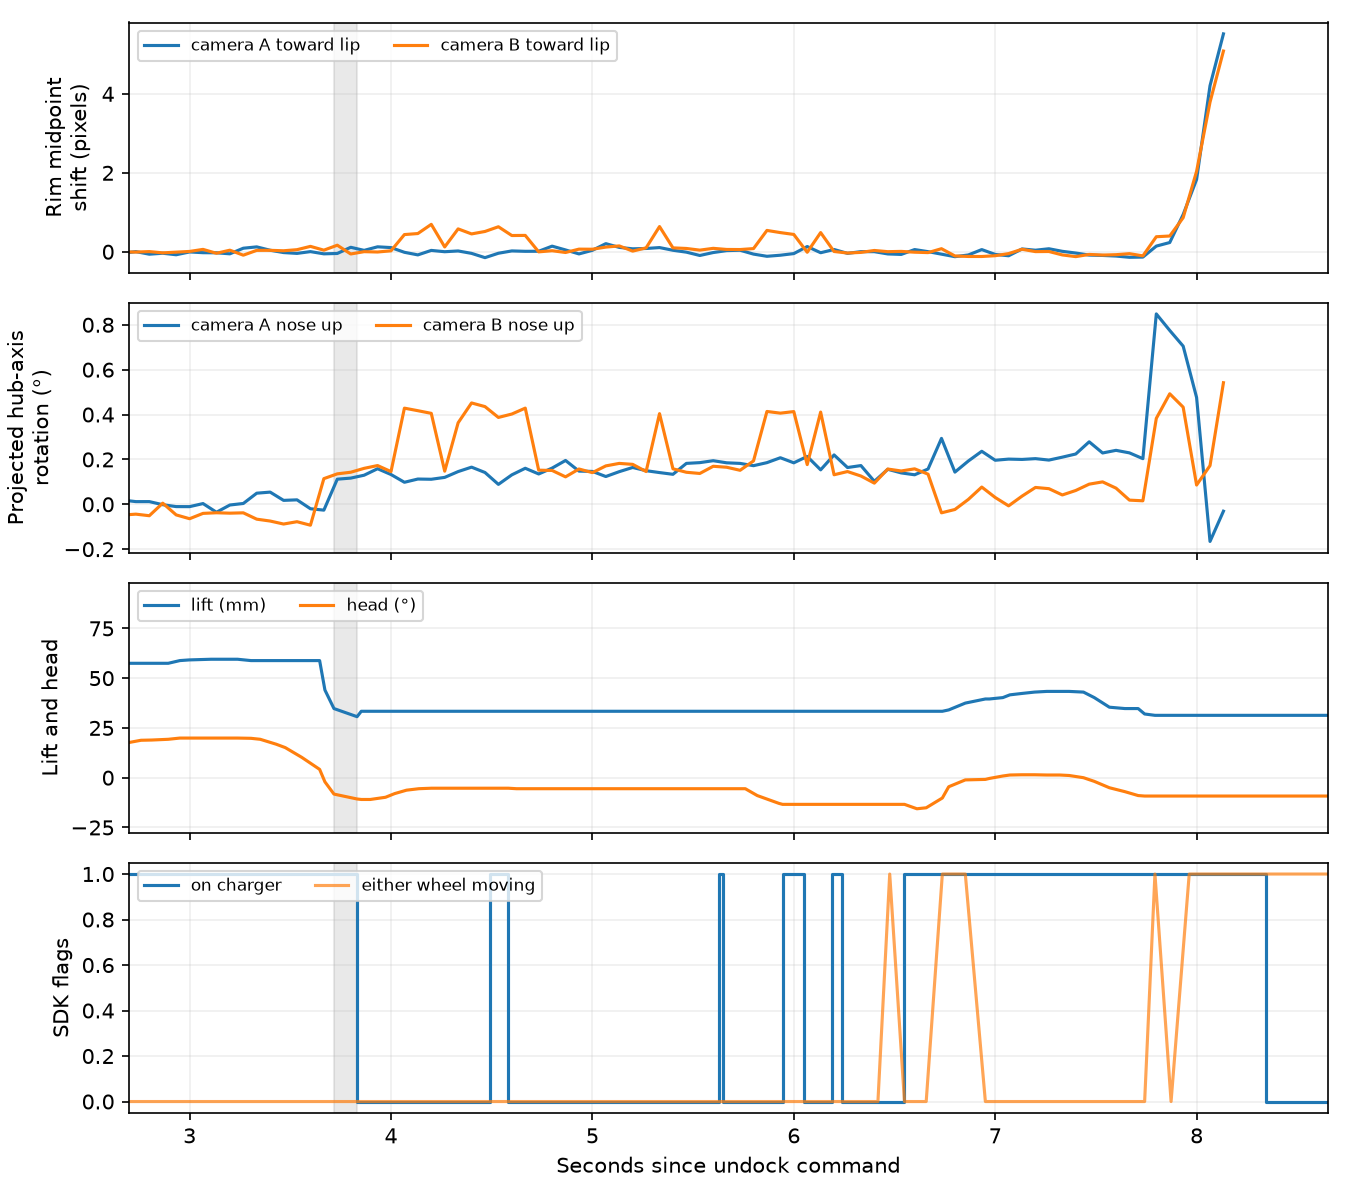 camera A toward lip camera B toward lip
Rim midpoint
shift (pixels)
4
2
0
camera A nose up camera B nose up
Projected hub-axis
rotation (°)
0.8
0.6
0.4
0.2
0.0
−0.2
lift (mm) head (°)
Lift and head
75
50
25
0
−25
on charger either wheel moving
SDK flags
1.0
0.8
0.6
0.4
0.2
0.0
3 4 5 6 7 8
Seconds since undock command